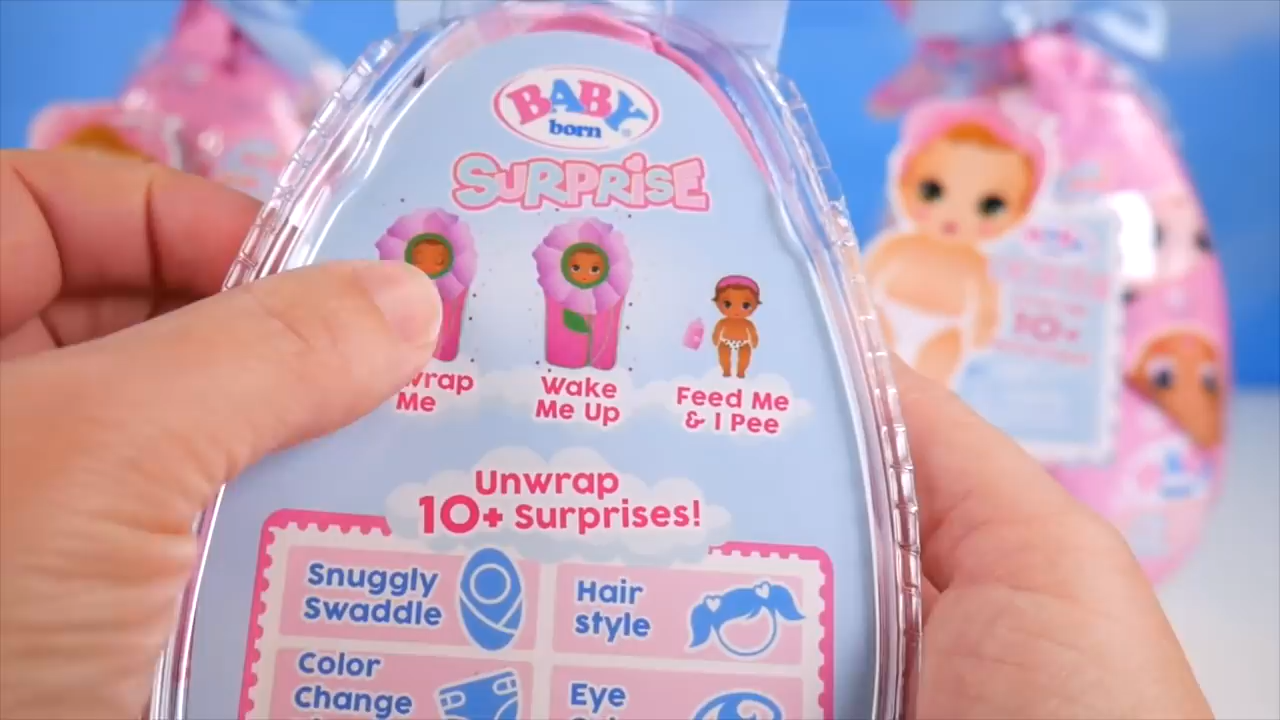 BABY
born®
SURPRISE
wrap
Me
Wake
Me Up
Feed Me
& I Pee
Unwrap
10+ Surprises!
Snuggly
Swaddle
Hair
style
Color
Change
Eye
10+